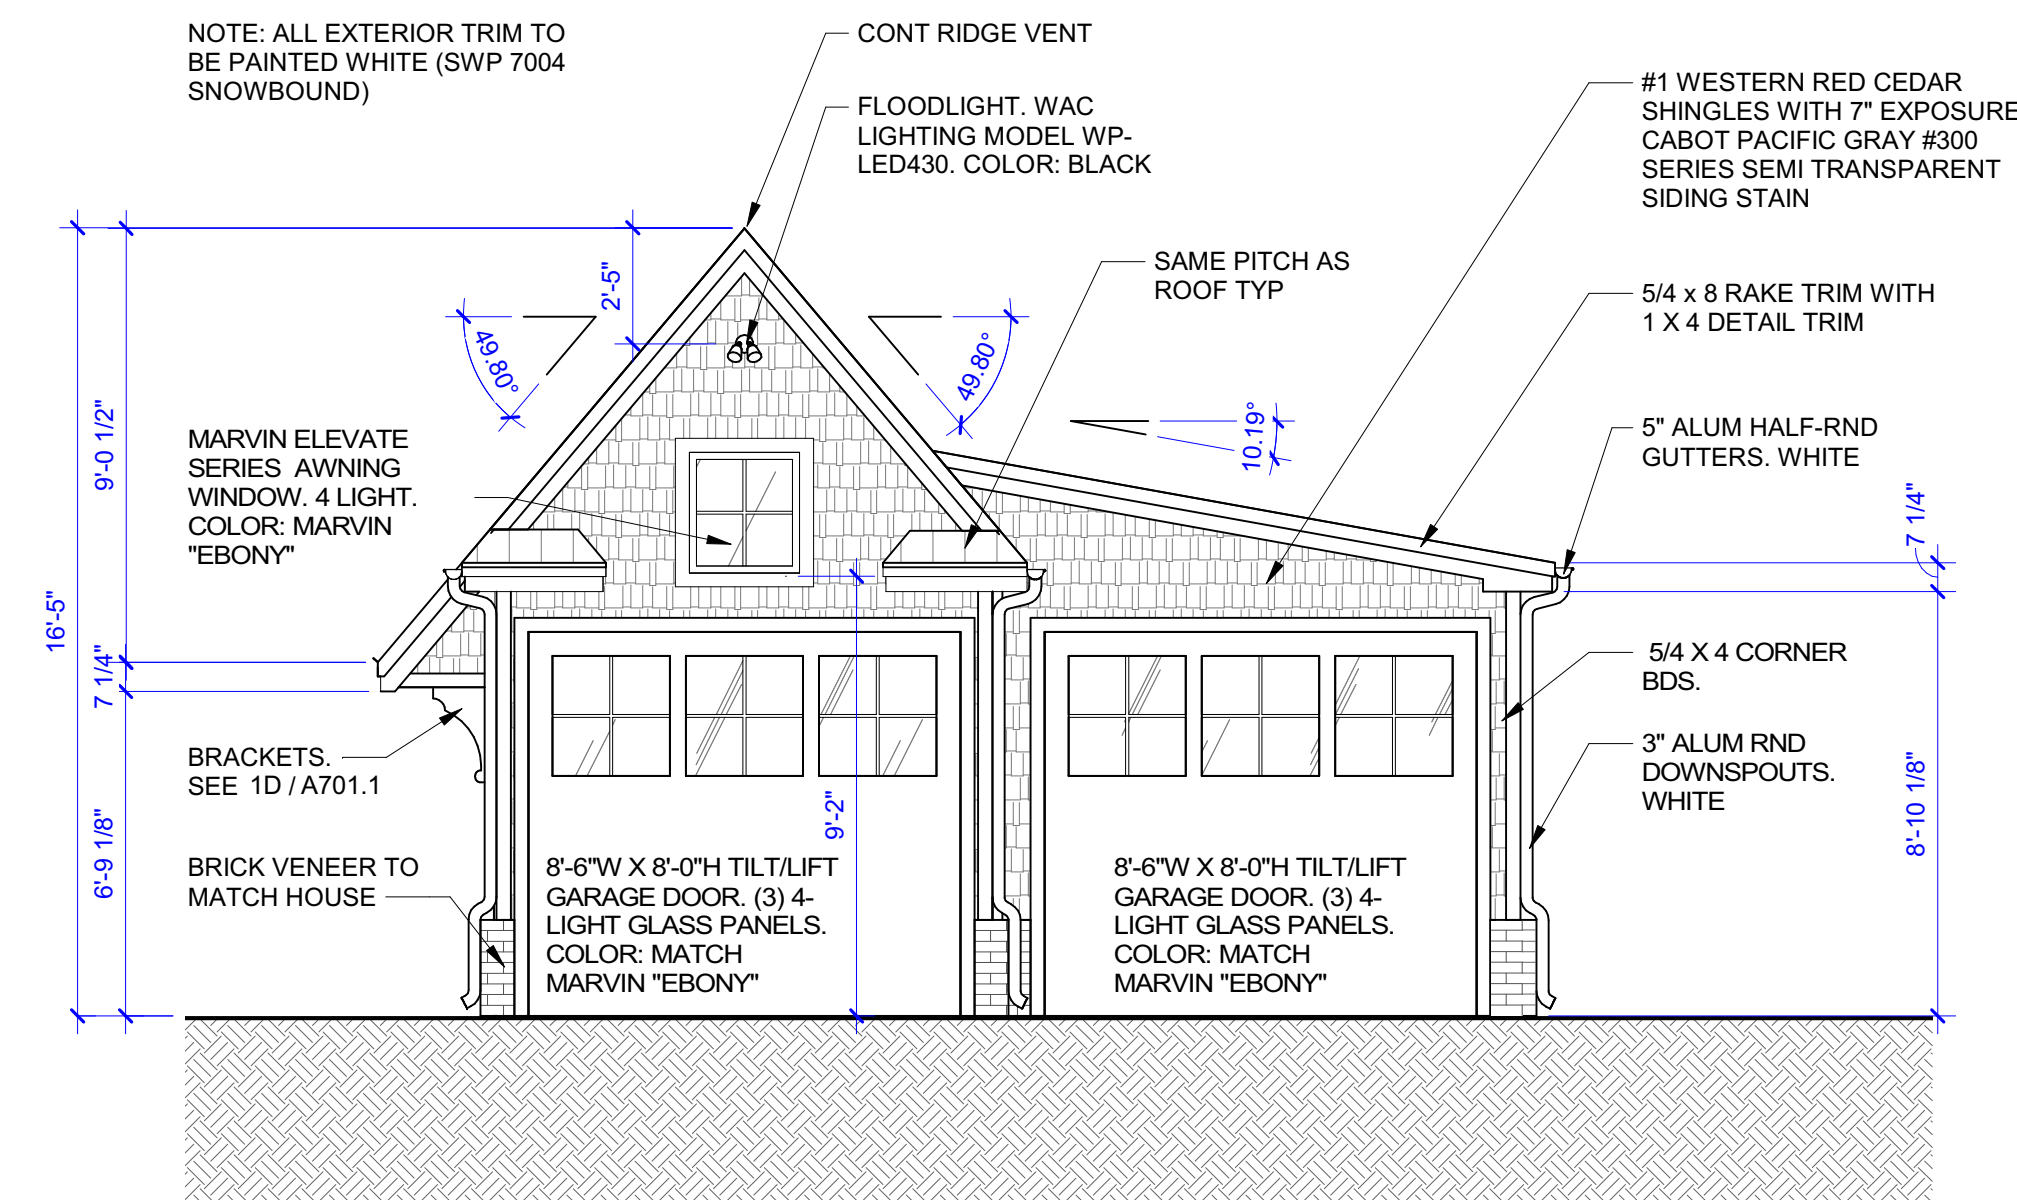 NOTE: ALL EXTERIOR TRIM TO
BE PAINTED WHITE (SWP 7004
SNOWBOUND)
CONT RIDGE VENT
FLOODLIGHT. WAC
LIGHTING MODEL WP-
LED430. COLOR: BLACK
#1 WESTERN RED CEDAR
SHINGLES WITH 7" EXPOSURE
CABOT PACIFIC GRAY #300
SERIES SEMI TRANSPARENT
SIDING STAIN
SAME PITCH AS
ROOF TYP
5/4 x 8 RAKE TRIM WITH
1 X 4 DETAIL TRIM
2'-5"
49.80°
49.80°
10.19°
9'-0 1/2"
16'-5"
7 1/4"
6'-9 1/8"
MARVIN ELEVATE
SERIES AWNING
WINDOW. 4 LIGHT.
COLOR: MARVIN
"EBONY"
5" ALUM HALF-RND
GUTTERS. WHITE
7 1/4"
5/4 X 4 CORNER
BDS.
BRACKETS.
SEE 1D / A701.1
3" ALUM RND
DOWNSPOUTS.
WHITE
9'-2"
8'-10 1/8"
BRICK VENEER TO
MATCH HOUSE
8'-6"W X 8'-0"H TILT/LIFT
GARAGE DOOR. (3) 4-
LIGHT GLASS PANELS.
COLOR: MATCH
MARVIN "EBONY"
8'-6"W X 8'-0"H TILT/LIFT
GARAGE DOOR. (3) 4-
LIGHT GLASS PANELS.
COLOR: MATCH
MARVIN "EBONY"